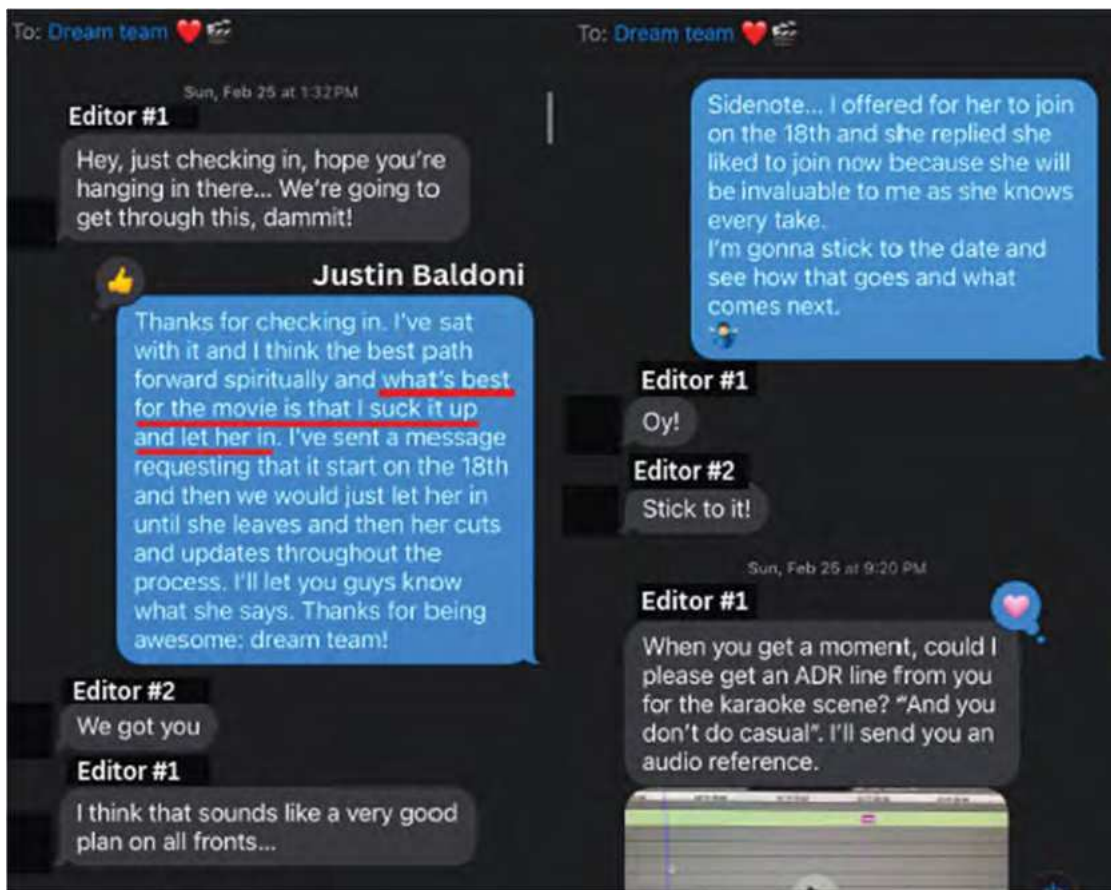 To: Dream team ❤️🎬
Sun, Feb 25 at 1:32 PM
Editor #1
Hey, just checking in, hope you're
hanging in there... We're going to
get through this, dammit!
Justin Baldoni
Thanks for checking in. I've sat
with it and I think the best path
forward spiritually and what's best
for the movie is that I suck it up
and let her in. I've sent a message
requesting that it start on the 18th
and then we would just let her in
until she leaves and then her cuts
and updates throughout the
process. I'll let you guys know
what she says. Thanks for being
awesome: dream team!
Editor #2
We got you
Editor #1
I think that sounds like a very good
plan on all fronts...
To: Dream team ❤️🎬
Sidenote... I offered for her to join
on the 18th and she replied she
liked to join now because she will
be invaluable to me as she knows
every take.
I'm gonna stick to the date and
see how that goes and what
comes next.
🤷🏻‍♂️
Editor #1
Oy!
Editor #2
Stick to it!
Sun, Feb 25 at 9:20 PM
Editor #1
When you get a moment, could I
please get an ADR line from you
for the karaoke scene? "And you
don't do casual". I'll send you an
audio reference.